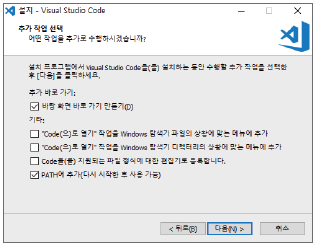 설치 - Visual Studio Code
추가 작업 선택
어떤 작업을 추가로 수행하시겠습니까?
설치 프로그램에서 Visual Studio Code을(를) 설치하는 동안 수행할 추가 작업을 선택한
후 [다음]을 클릭하세요.
추가 바로 가기:
바탕 화면 바로 가기 만들기(D)
기타:
"Code(으)로 열기" 작업을 Windows 탐색기 파일의 상황에 맞는 메뉴에 추가
"Code(으)로 열기" 작업을 Windows 탐색기 디렉터리의 상황에 맞는 메뉴에 추가
Code을(를) 지원되는 파일 형식에 대한 편집기로 등록합니다.
PATH에 추가(다시 시작한 후 사용 가능)
< 뒤로(B)
다음(N) >
취소